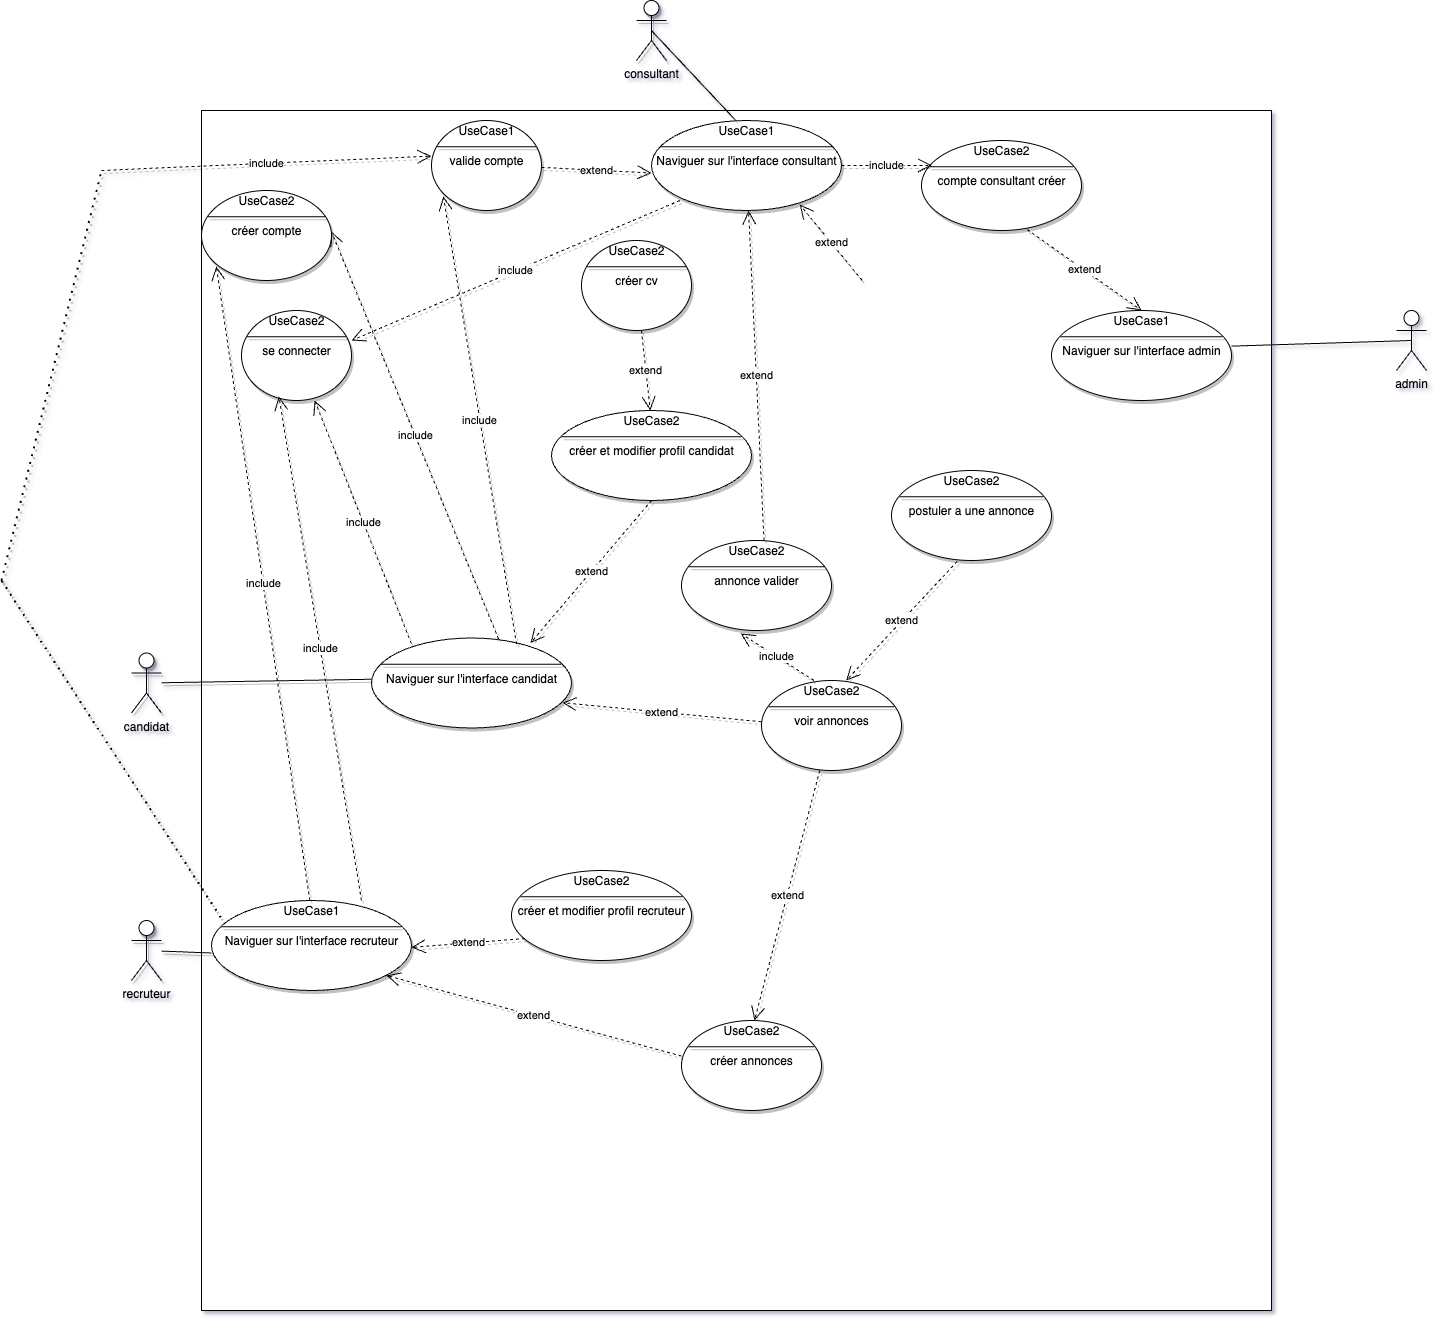 consultant
UseCase1
valide compte
UseCase1
Naviguer sur l'interface consultant
UseCase2
compte consultant créer
include
extend
include
UseCase2
créer compte
extend
UseCase2
créer cv
include
extend
UseCase2
se connecter
UseCase1
Naviguer sur l'interface admin
admin
extend
extend
UseCase2
créer et modifier profil candidat
include
include
UseCase2
postuler a une annonce
include
UseCase2
annonce valider
extend
include
extend
include
include
candidat
Naviguer sur l'interface candidat
UseCase2
voir annonces
extend
extend
UseCase2
créer et modifier profil recruteur
UseCase1
Naviguer sur l'interface recruteur
extend
recruteur
extend
UseCase2
créer annonces